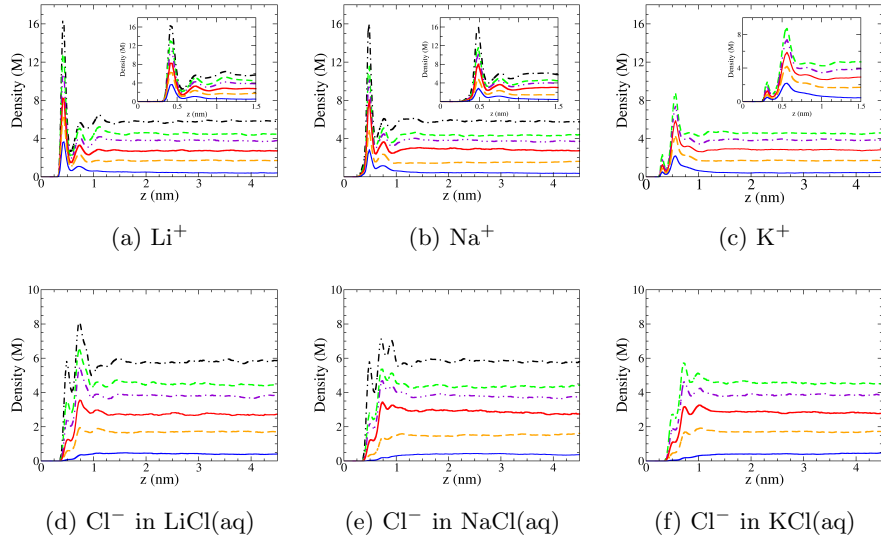 Density (M)
0
4
8
12
16
0 1 2 3 4
z (nm)
Density (M)
0
4
8
12
16
0.5 1 1.5
z (nm)
(a) Li⁺
Density (M)
0
4
8
12
16
0 1 2 3 4
z (nm)
Density (M)
0
4
8
12
16
0.5 1 1.5
z (nm)
(b) Na⁺
Density (M)
0
4
8
12
16
0 1 2 3 4
z (nm)
Density (M)
0
4
8
0.5 1 1.5
z (nm)
(c) K⁺
Density (M)
0
2
4
6
8
10
0 1 2 3 4
z (nm)
(d) Cl⁻ in LiCl(aq)
Density (M)
0
2
4
6
8
10
0 1 2 3 4
z (nm)
(e) Cl⁻ in NaCl(aq)
Density (M)
0
2
4
6
8
10
0 1 2 3 4
z (nm)
(f) Cl⁻ in KCl(aq)